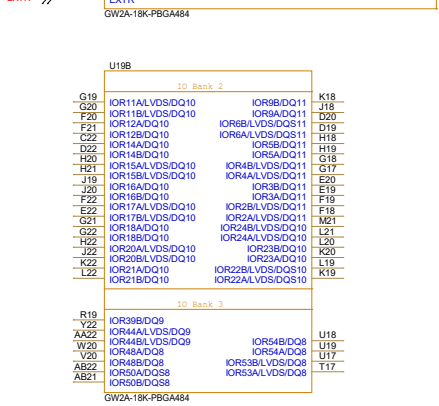 GW2A-18K-PBGA484
U19B
IO Bank 2
G19 IOR11A/LVDS/DQ10 IOR9B/DQ11 K18
G20 IOR11B/LVDS/DQ10 IOR9A/DQ11 J18
F20 IOR12A/DQ10 IOR6B/LVDS/DQS11 D20
F21 IOR12B/DQ10 IOR6A/LVDS/DQ11 D19
C22 IOR14A/DQ10 IOR5B/DQ11 H18
D22 IOR14B/DQ10 IOR5A/DQ11 H19
H20 IOR15A/LVDS/DQ10 IOR4B/LVDS/DQ11 G18
H21 IOR15B/LVDS/DQ10 IOR4A/LVDS/DQ11 G17
J19 IOR16A/DQ10 IOR3B/DQ11 E20
J20 IOR16B/DQ10 IOR3A/DQ11 E19
F22 IOR17A/LVDS/DQ10 IOR2B/LVDS/DQ11 F19
E22 IOR17B/LVDS/DQ10 IOR2A/LVDS/DQ11 F18
G21 IOR18A/DQ10 IOR24B/LVDS/DQ10 M21
G22 IOR18B/DQ10 IOR24A/LVDS/DQ10 L21
H22 IOR20A/LVDS/DQ10 IOR23B/DQ10 L20
J22 IOR20B/LVDS/DQ10 IOR23A/DQ10 K20
K22 IOR21A/DQ10 IOR22B/LVDS/DQS10 L19
L22 IOR21B/DQ10 IOR22A/LVDS/DQS10 K19
IO Bank 3
R19 IOR39B/DQ9
Y22 IOR44A/LVDS/DQ9
AA22 IOR44B/LVDS/DQ9 IOR54B/DQ8 U18
W20 IOR48A/DQ8 IOR54A/DQ8 U19
V20 IOR48B/DQ8 IOR53B/LVDS/DQ8 U17
AB22 IOR50A/DQS8 IOR53A/LVDS/DQ8 T17
AB21 IOR50B/DQS8
GW2A-18K-PBGA484